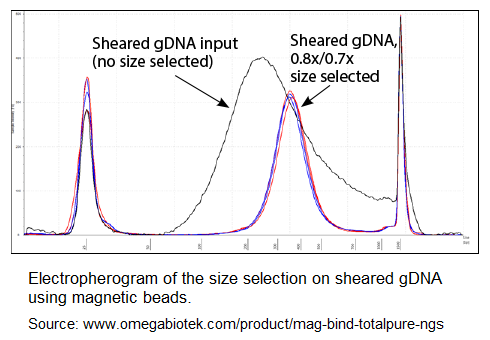 Sheared gDNA input
(no size selected)
Sheared gDNA,
0.8x/0.7x
size selected
Electropherogram of the size selection on sheared gDNA
using magnetic beads.
Source: www.omegabiotek.com/product/mag-bind-totalpure-ngs